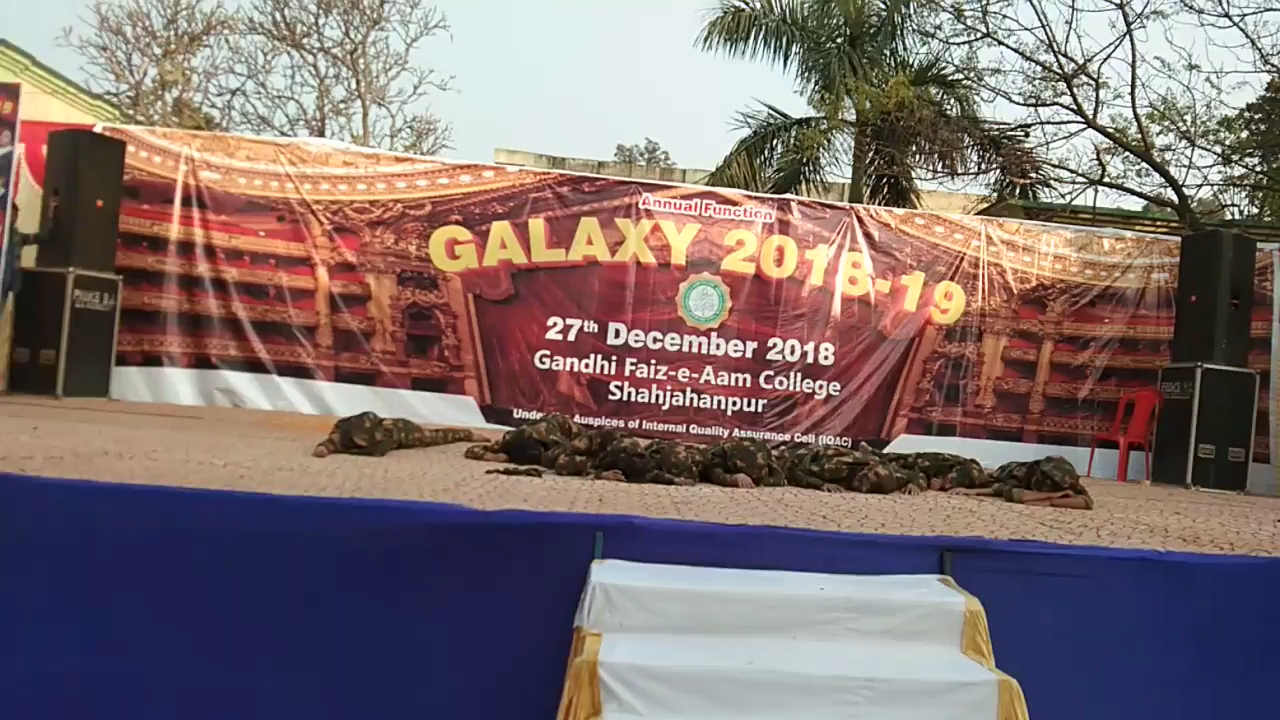 Annual Function
GALAXY 2018-19
27th December 2018
Gandhi Faiz-e-Aam College
Shahjahanpur
Under Auspices of Internal Quality Assurance Cell (IQAC)